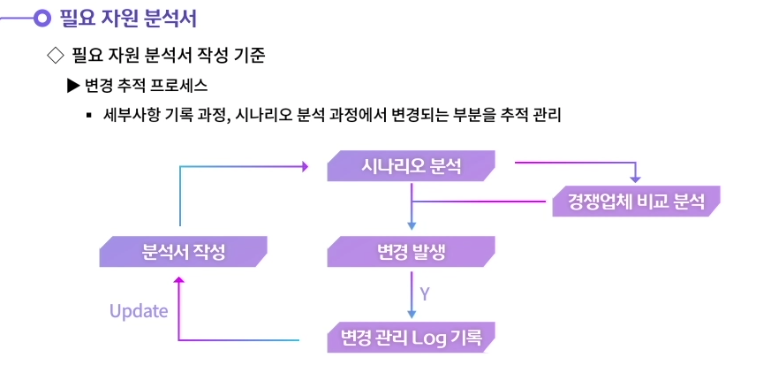 필요 자원 분석서
◇ 필요 자원 분석서 작성 기준
▶ 변경 추적 프로세스
▪ 세부사항 기록 과정, 시나리오 분석 과정에서 변경되는 부분을 추적 관리
시나리오 분석
경쟁업체 비교 분석
분석서 작성
변경 발생
Y
Update
변경 관리 Log 기록